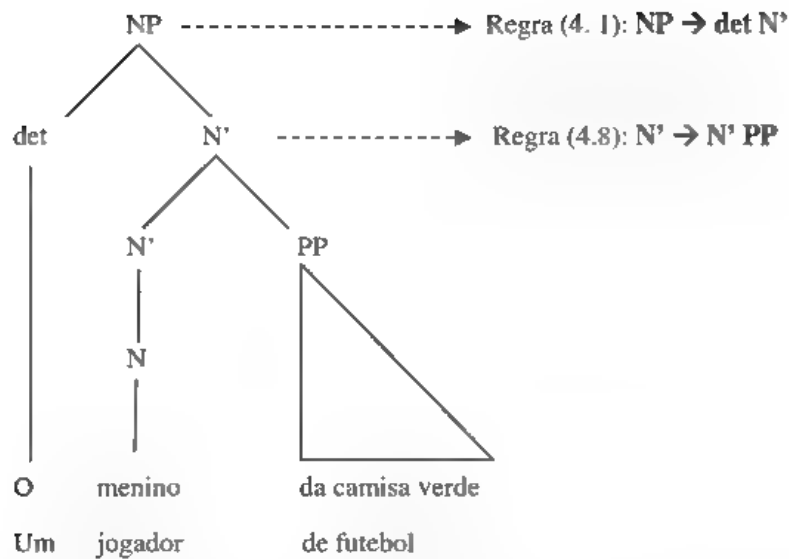 NP Regra (4. 1): NP → det N’
det N’ Regra (4.8): N’ → N’ PP
N’ PP
N
O menino da camisa verde
Um jogador de futebol